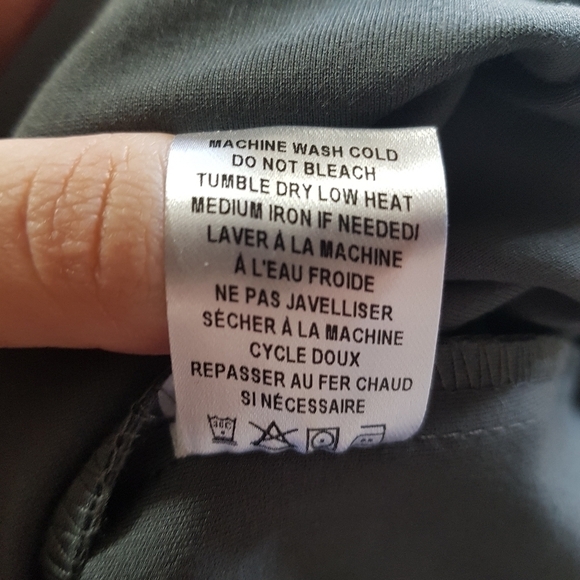 MACHINE WASH COLD
DO NOT BLEACH
TUMBLE DRY LOW HEAT
MEDIUM IRON IF NEEDED/
LAVER À LA MACHINE
À L'EAU FROIDE
NE PAS JAVELLISER
SÉCHER À LA MACHINE
CYCLE DOUX
REPASSER AU FER CHAUD
SI NÉCESSAIRE
30C